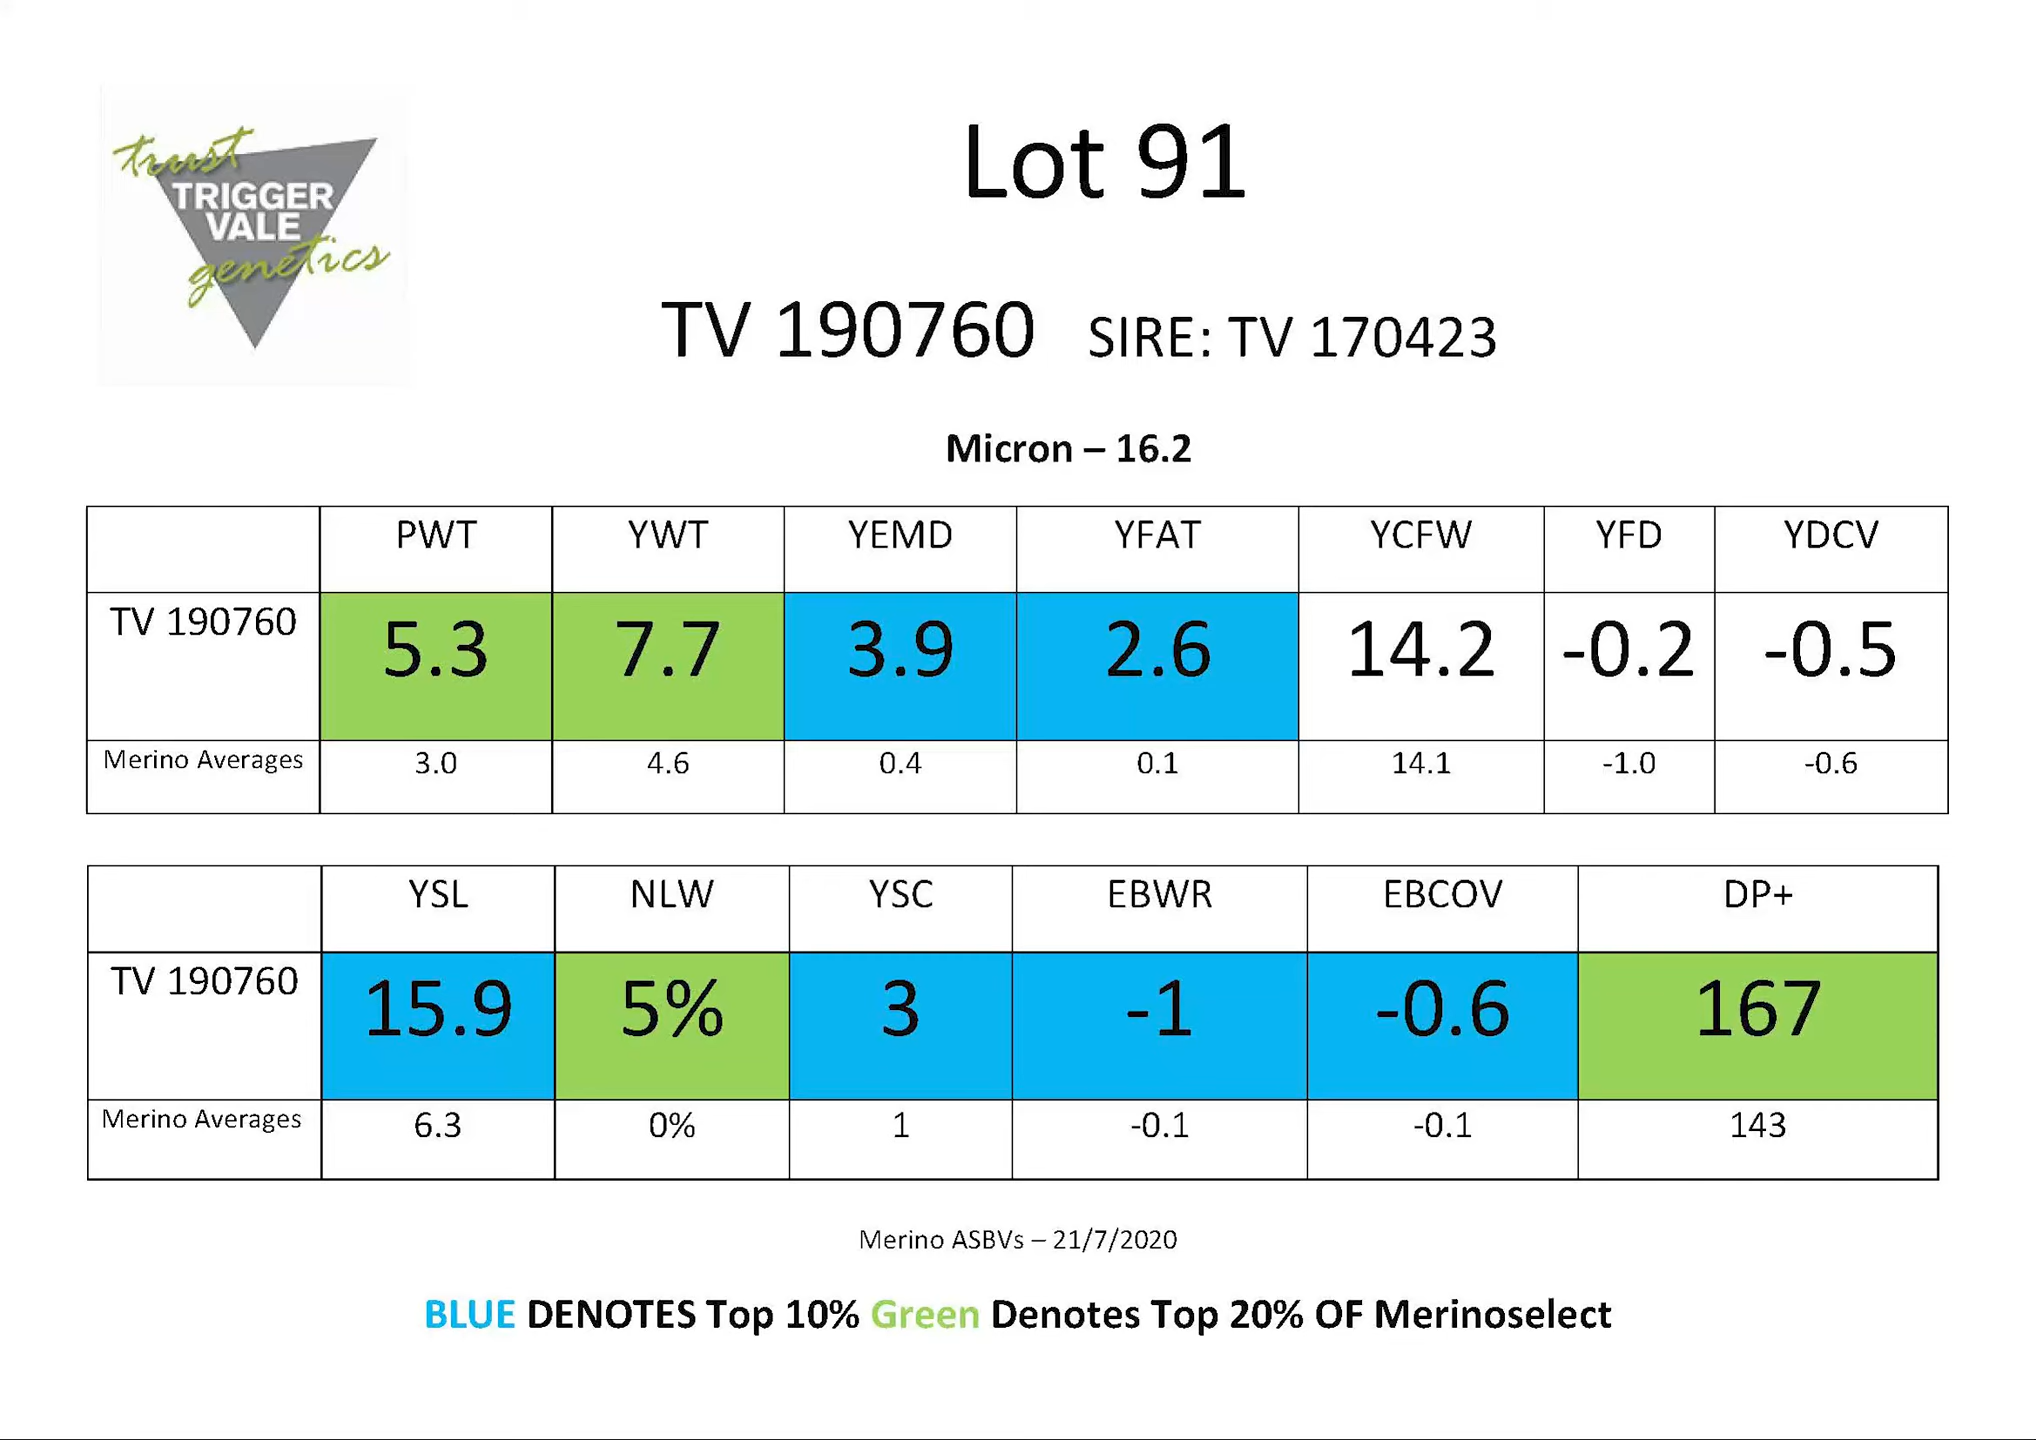 trust
TRIGGER
VALE
genetics
Lot 91
TV 190760 SIRE: TV 170423
Micron – 16.2
PWT YWT YEMD YFAT YCFW YFD YDCV
TV 190760 5.3 7.7 3.9 2.6 14.2 -0.2 -0.5
Merino Averages 3.0 4.6 0.4 0.1 14.1 -1.0 -0.6
YSL NLW YSC EBWR EBCOV DP+
TV 190760 15.9 5% 3 -1 -0.6 167
Merino Averages 6.3 0% 1 -0.1 -0.1 143
Merino ASBVs – 21/7/2020
BLUE DENOTES Top 10% Green Denotes Top 20% OF Merinoselect